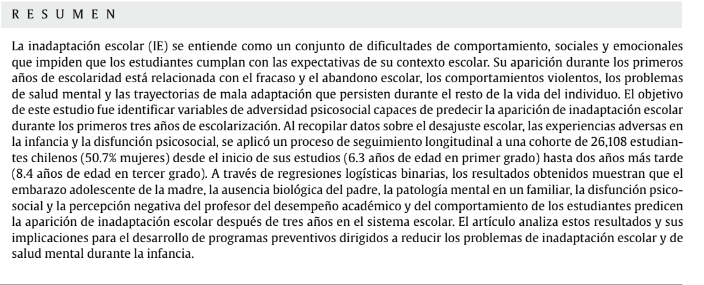 RESUMEN
La inadaptación escolar (IE) se entiende como un conjunto de dificultades de comportamiento, sociales y emocionales
que impiden que los estudiantes cumplan con las expectativas de su contexto escolar. Su aparición durante los primeros
años de escolaridad está relacionada con el fracaso y el abandono escolar, los comportamientos violentos, los problemas
de salud mental y las trayectorias de mala adaptación que persisten durante el resto de la vida del individuo. El objetivo
de este estudio fue identificar variables de adversidad psicosocial capaces de predecir la aparición de inadaptación escolar
durante los primeros tres años de escolarización. Al recopilar datos sobre el desajuste escolar, las experiencias adversas en
la infancia y la disfunción psicosocial, se aplicó un proceso de seguimiento longitudinal a una cohorte de 26,108 estudian-
tes chilenos (50.7% mujeres) desde el inicio de sus estudios (6.3 años de edad en primer grado) hasta dos años más tarde
(8.4 años de edad en tercer grado). A través de regresiones logísticas binarias, los resultados obtenidos muestran que el
embarazo adolescente de la madre, la ausencia biológica del padre, la patología mental en un familiar, la disfunción psico-
social y la percepción negativa del profesor del desempeño académico y del comportamiento de los estudiantes predicen
la aparición de inadaptación escolar después de tres años en el sistema escolar. El artículo analiza estos resultados y sus
implicaciones para el desarrollo de programas preventivos dirigidos a reducir los problemas de inadaptación escolar y de
salud mental durante la infancia.